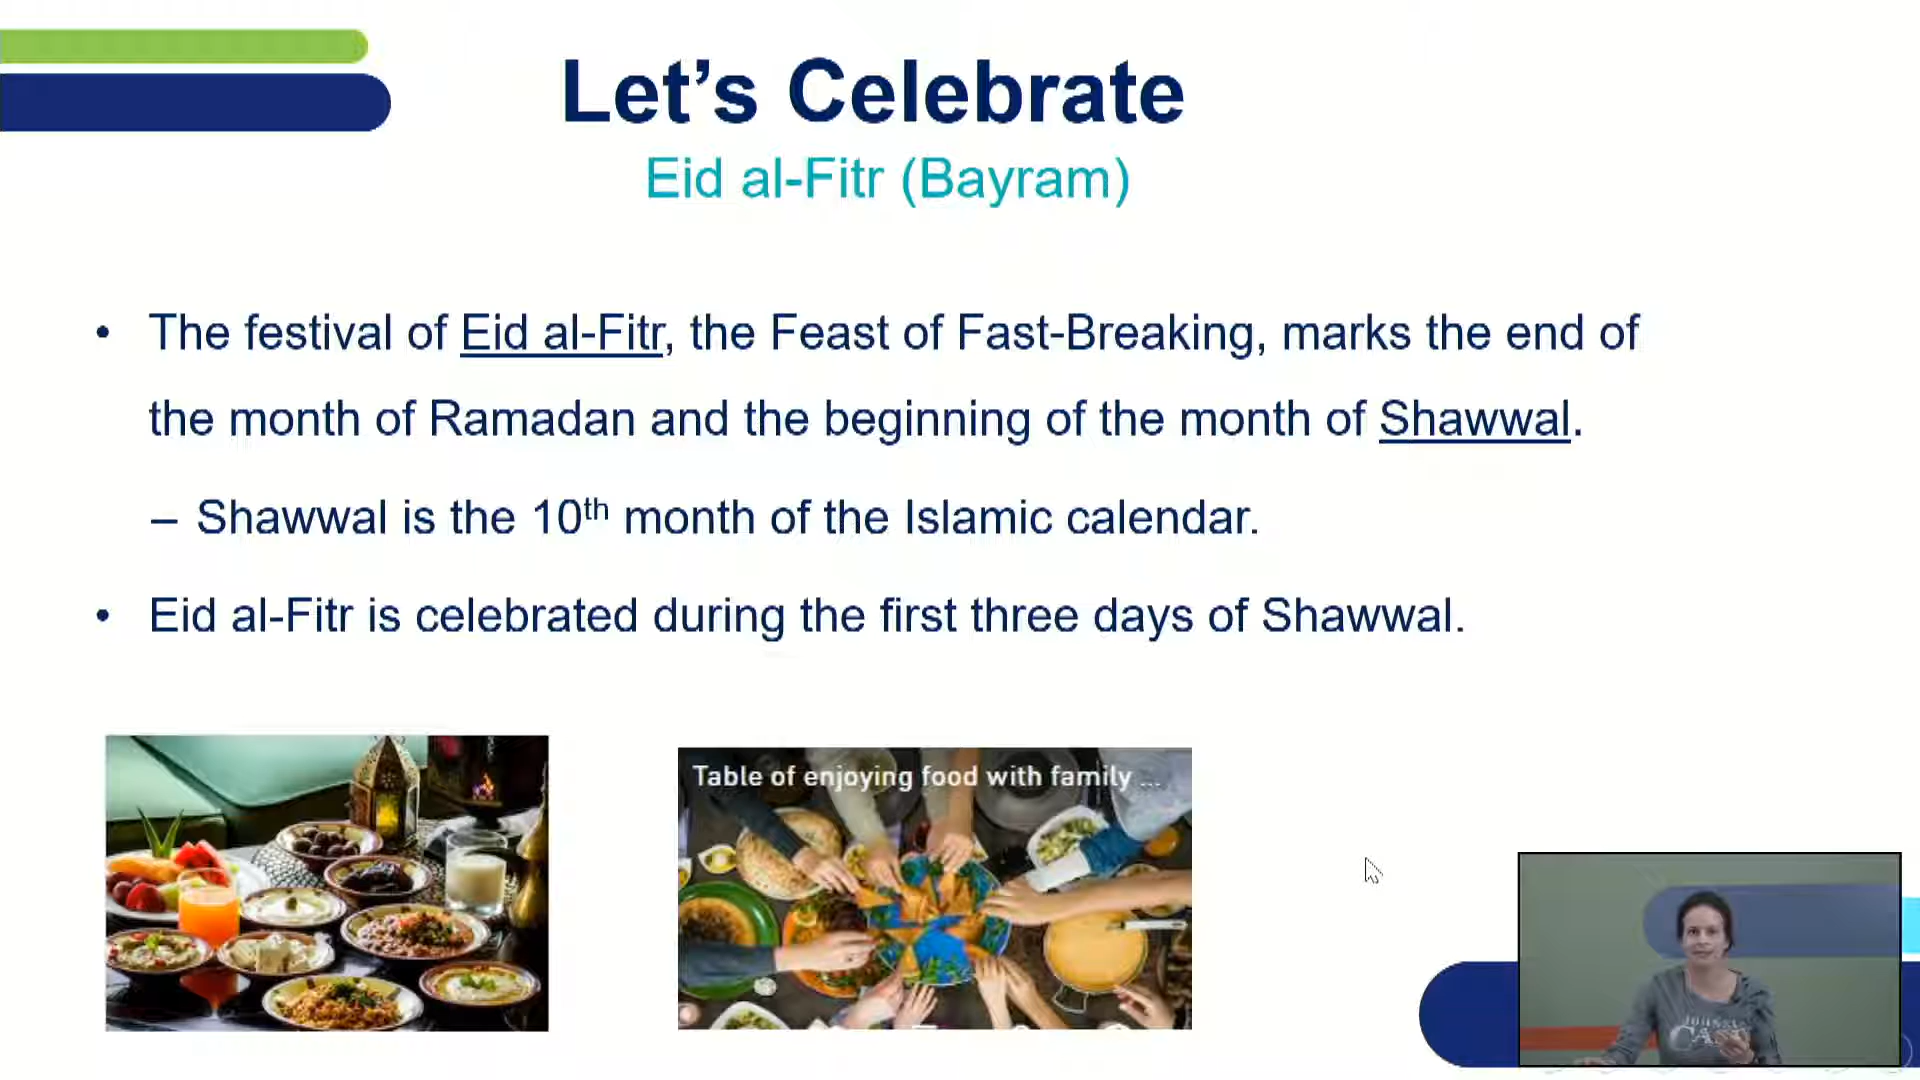 Let’s Celebrate
Eid al-Fitr (Bayram)
• The festival of Eid al-Fitr, the Feast of Fast-Breaking, marks the end of
the month of Ramadan and the beginning of the month of Shawwal.
– Shawwal is the 10th month of the Islamic calendar.
• Eid al-Fitr is celebrated during the first three days of Shawwal.
Table of enjoying food with family ...